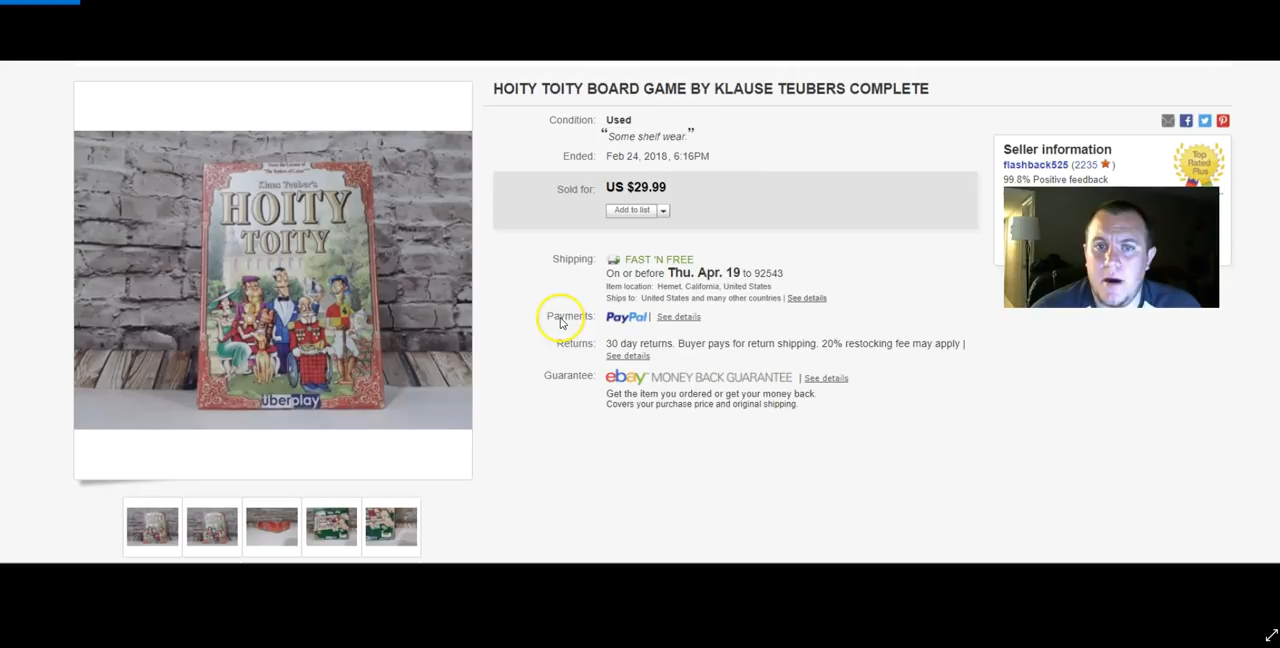 HOITY TOITY BOARD GAME BY KLAUSE TEUBERS COMPLETE
Condition: Used
“Some shelf wear.”
Ended: Feb 24, 2018, 6:16PM
Sold for: US $29.99
Add to list
Shipping: FAST 'N FREE
On or before Thu. Apr. 19 to 92543
Item location: Hemet, California, United States
Ships to: United States and many other countries | See details
Payments: PayPal | See details
Returns: 30 day returns. Buyer pays for return shipping. 20% restocking fee may apply |
See details
Guarantee: ebay MONEY BACK GUARANTEE | See details
Get the item you ordered or get your money back.
Covers your purchase price and original shipping.
Seller information
flashback525 (2235 )
99.8% Positive feedback
Top
Rated
Plus
Klaus Teuber's
HOITY
TOITY
überplay